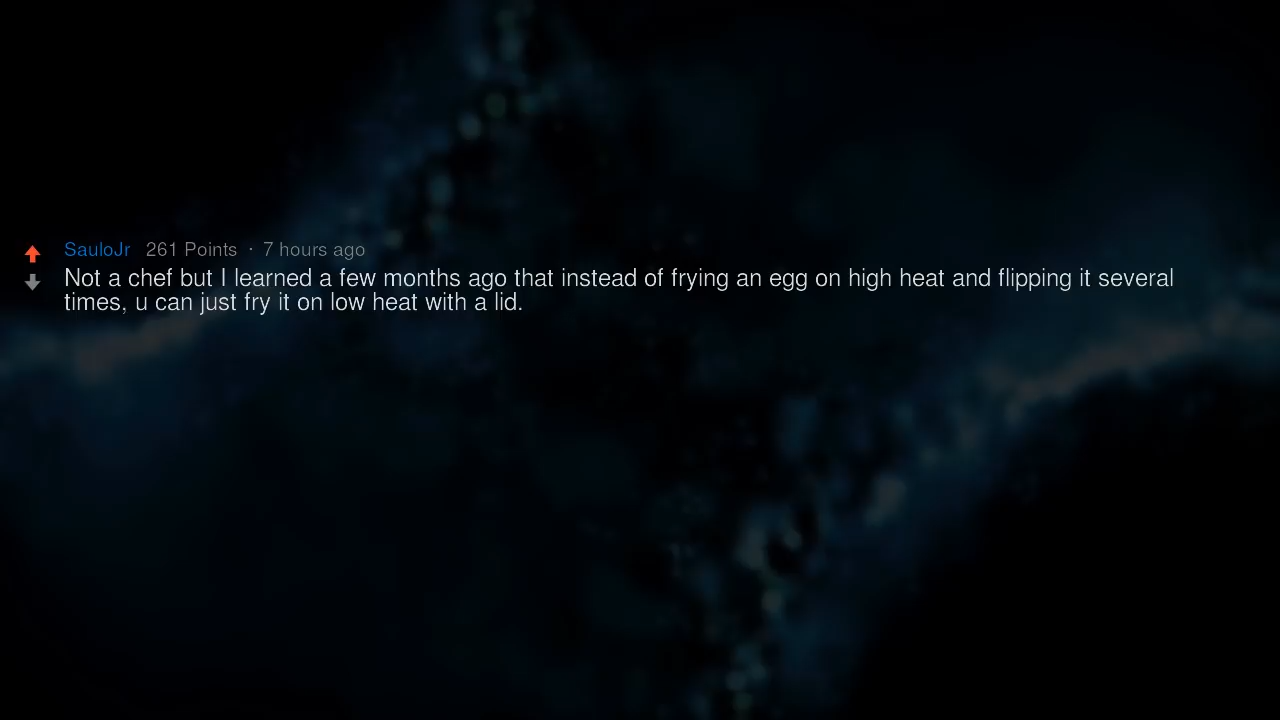 SauloJr 261 Points · 7 hours ago
Not a chef but I learned a few months ago that instead of frying an egg on high heat and flipping it several
times, u can just fry it on low heat with a lid.